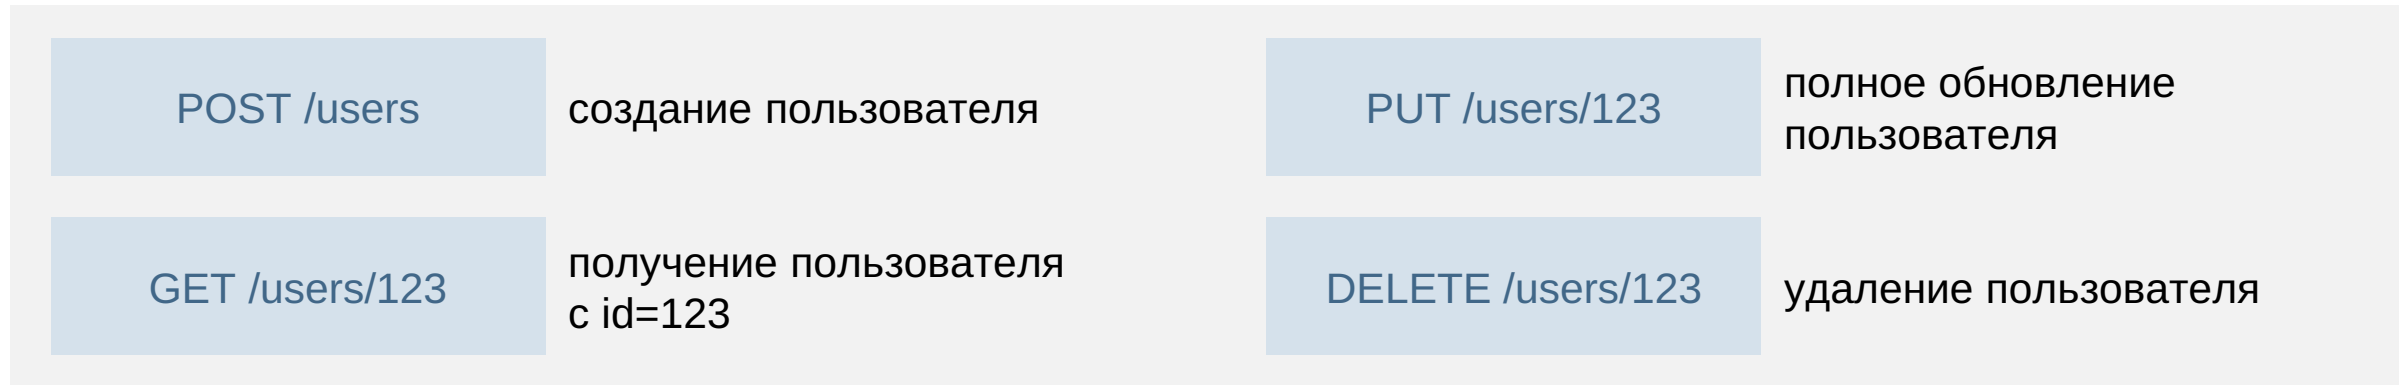 POST /users
создание пользователя
PUT /users/123
полное обновление
пользователя
GET /users/123
получение пользователя
с id=123
DELETE /users/123
удаление пользователя